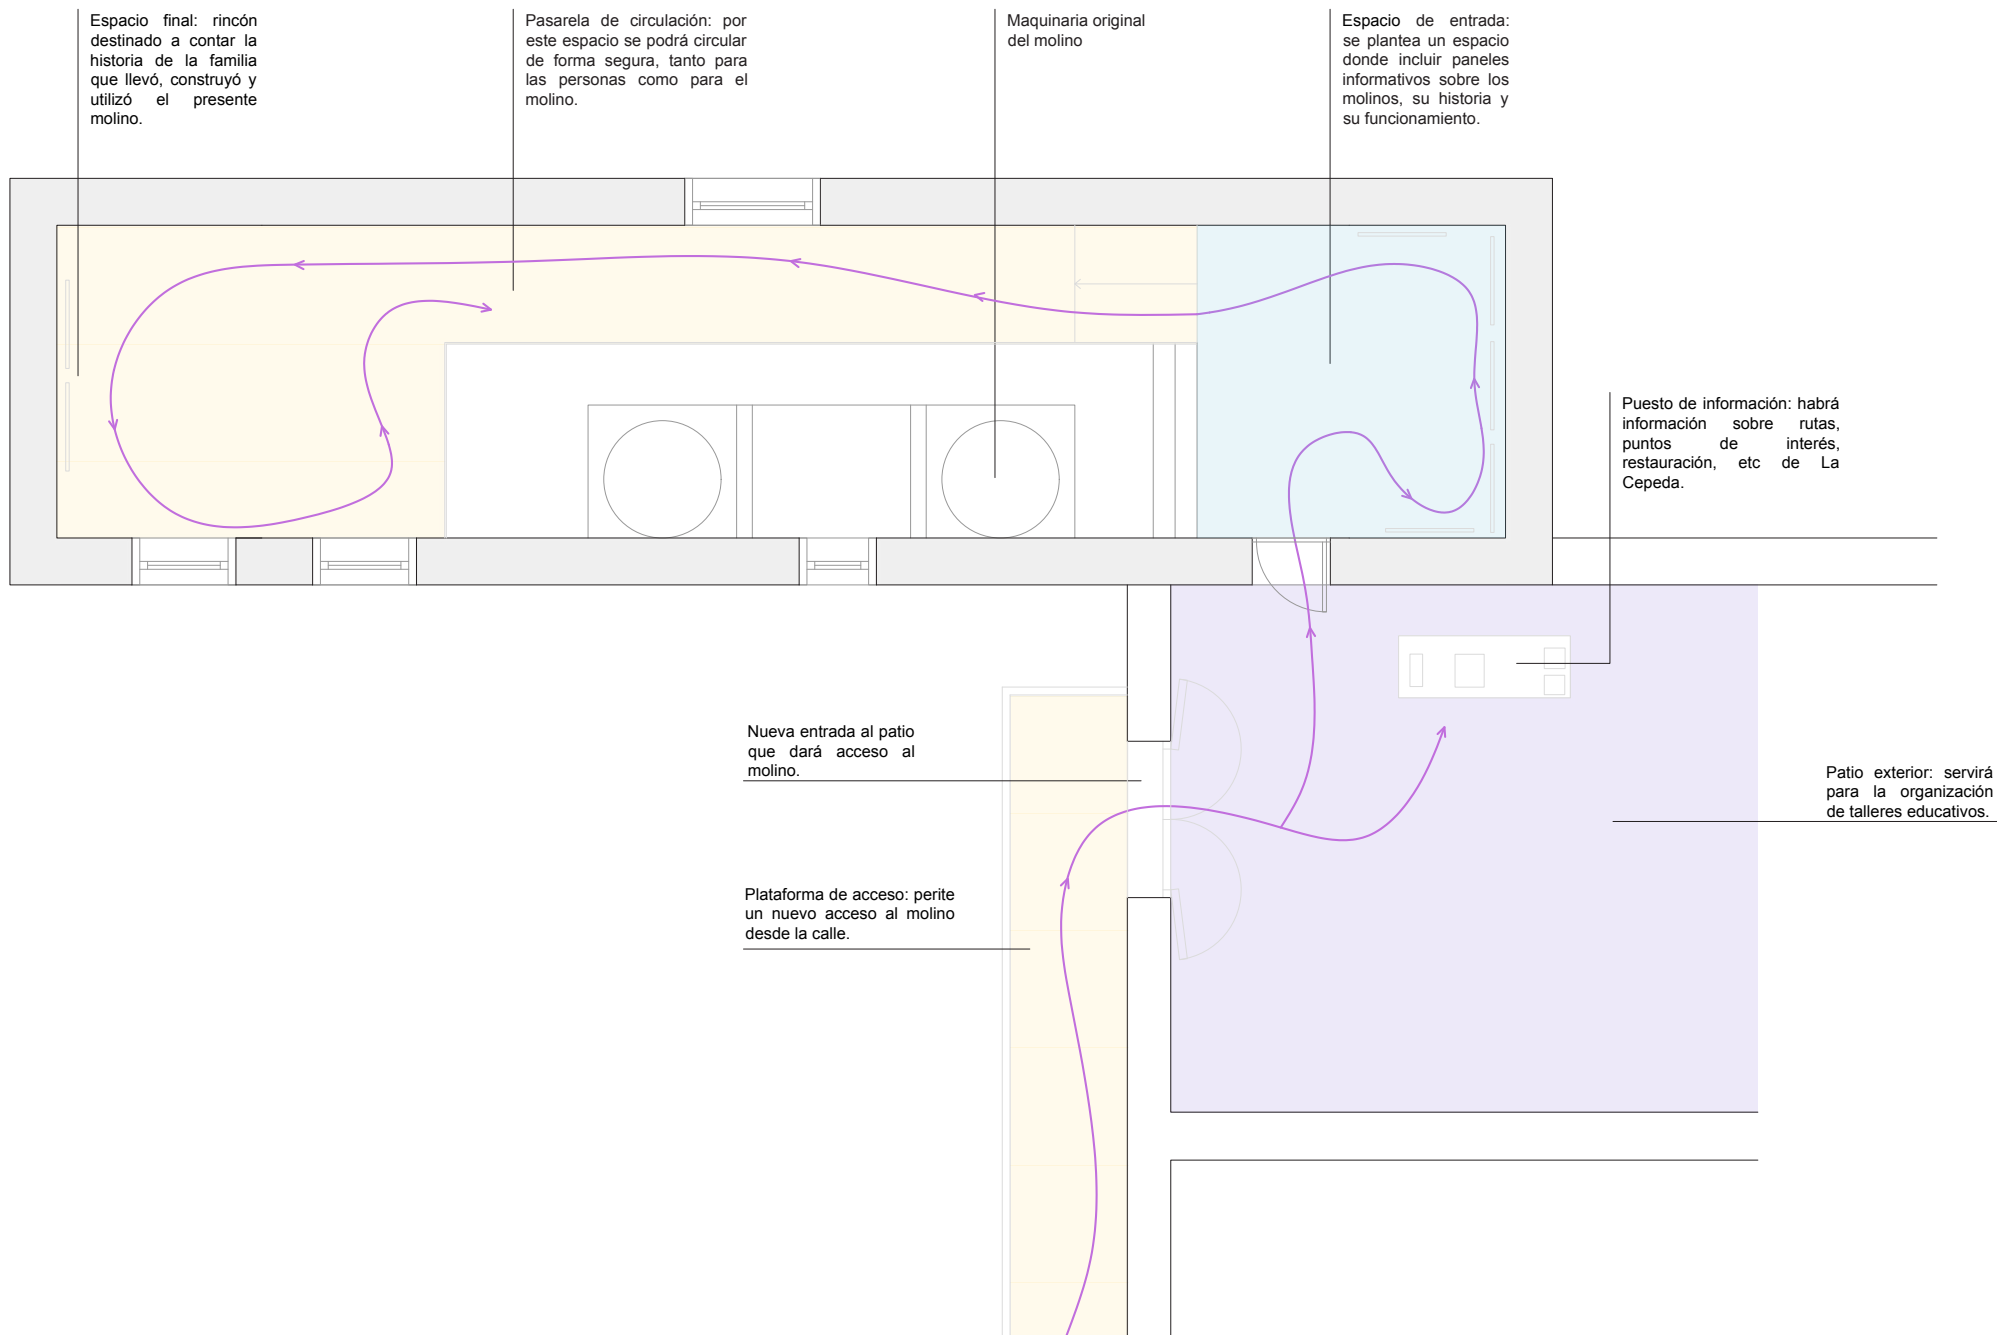 Espacio final: rincón
destinado a contar la
historia de la familia
que llevó, construyó y
utilizó el presente
molino.
Pasarela de circulación: por
este espacio se podrá circular
de forma segura, tanto para
las personas como para el
molino.
Maquinaria original
del molino
Espacio de entrada:
se plantea un espacio
donde incluir paneles
informativos sobre los
molinos, su historia y
su funcionamiento.
Puesto de información: habrá
información sobre rutas,
puntos de interés,
restauración, etc de La
Cepeda.
Nueva entrada al patio
que dará acceso al
molino.
Patio exterior: servirá
para la organización
de talleres educativos.
Plataforma de acceso: perite
un nuevo acceso al molino
desde la calle.